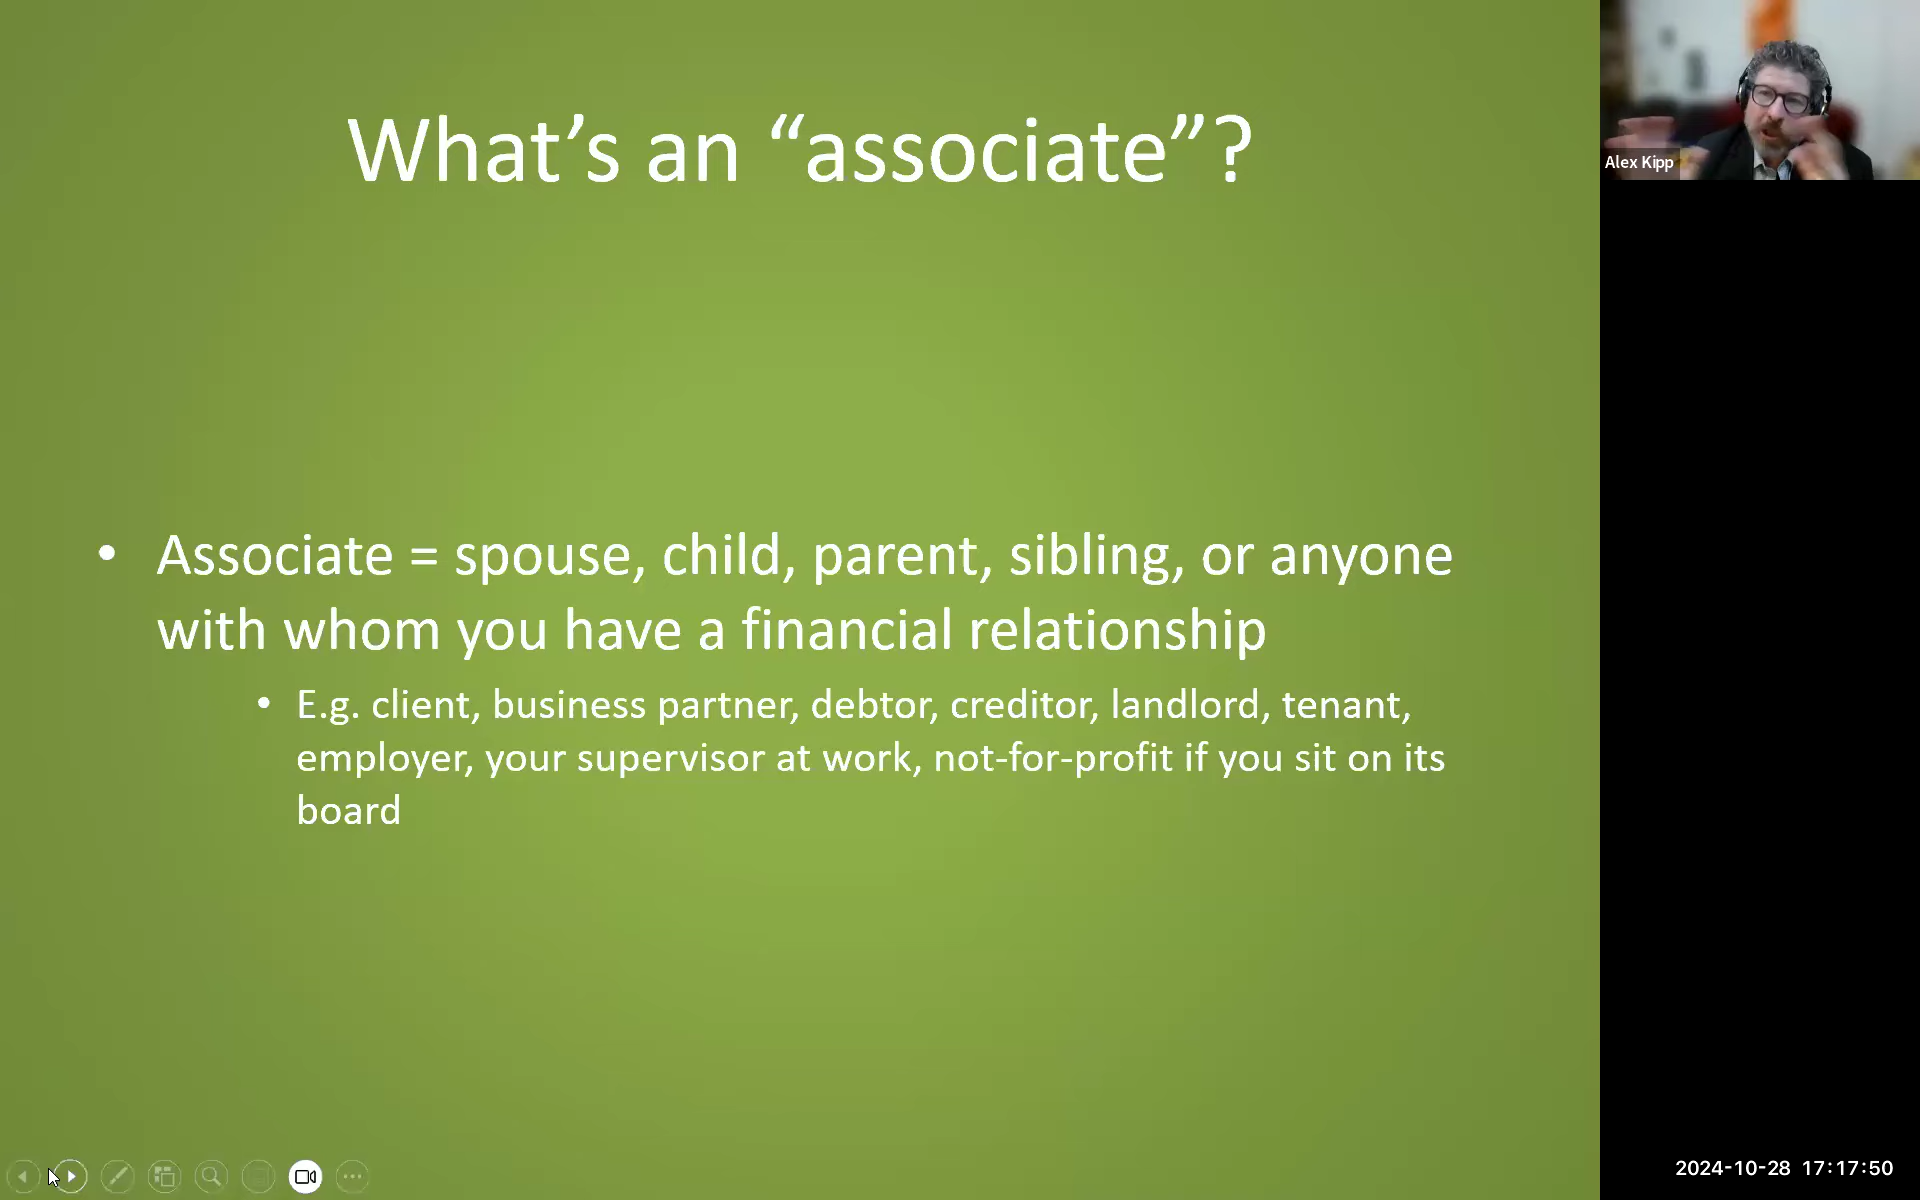 What’s an “associate”?
Alex Kipp
• Associate = spouse, child, parent, sibling, or anyone
with whom you have a financial relationship
• E.g. client, business partner, debtor, creditor, landlord, tenant,
employer, your supervisor at work, not-for-profit if you sit on its
board
2024-10-28 17:17:50